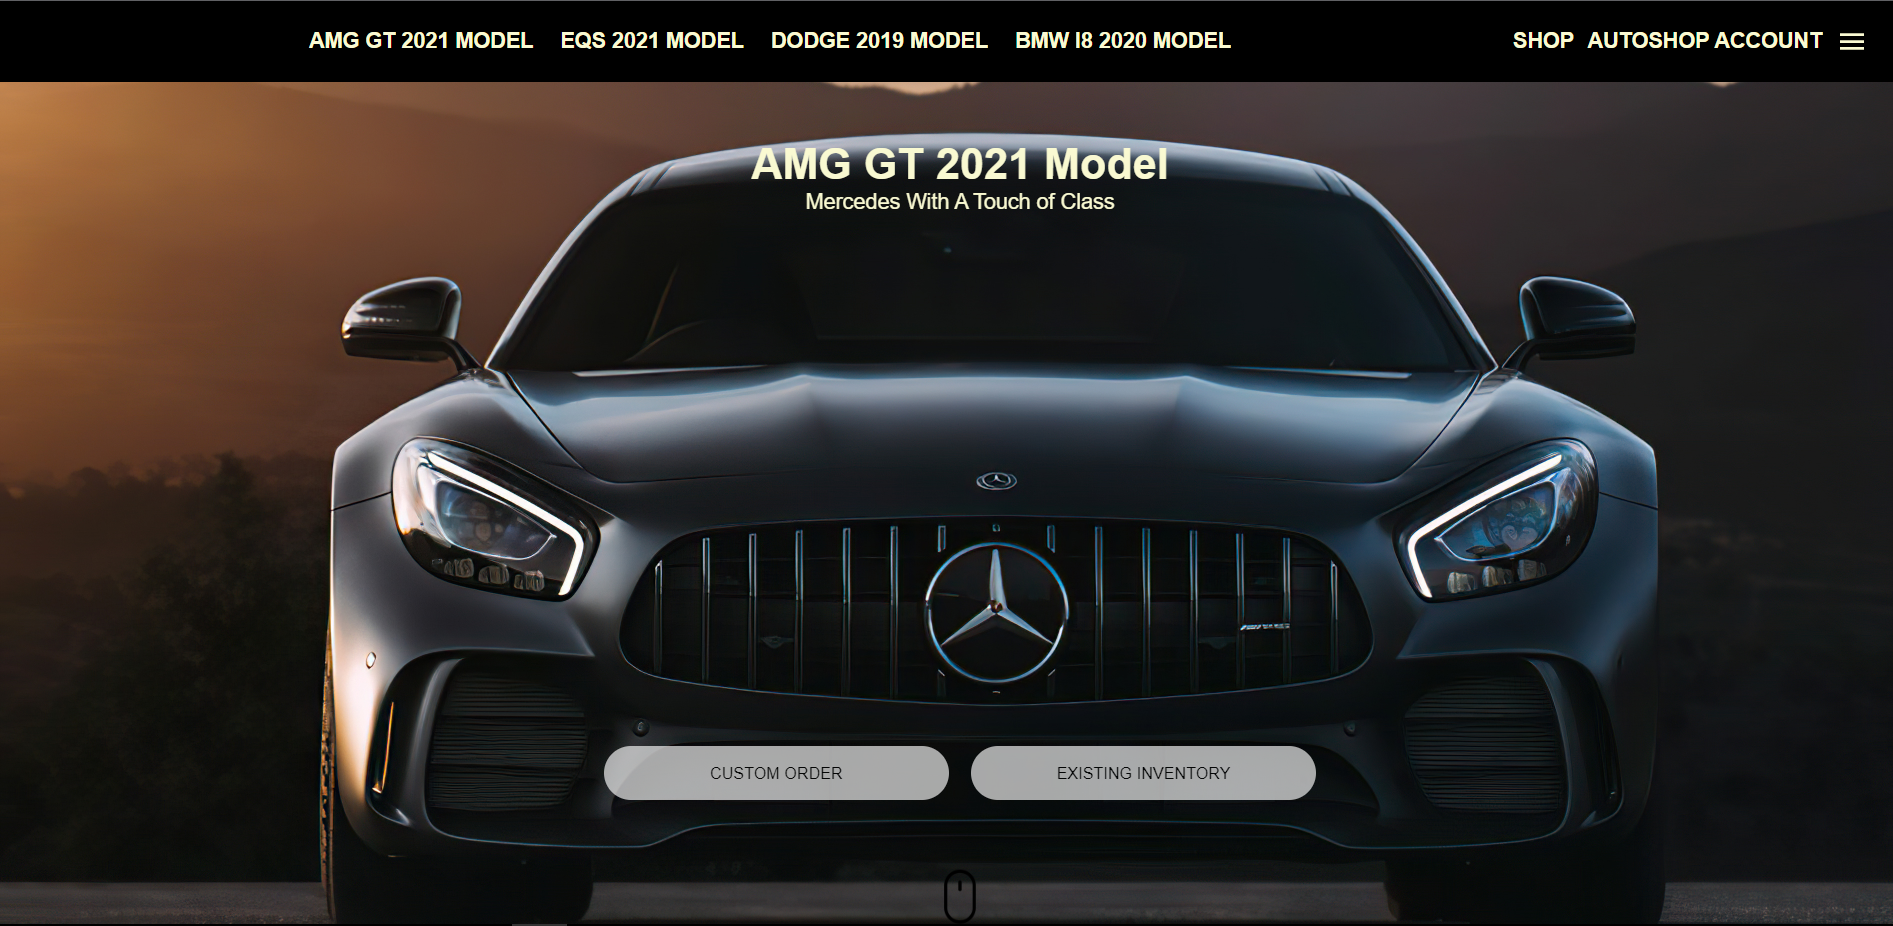 AMG GT 2021 MODEL EQS 2021 MODEL DODGE 2019 MODEL BMW I8 2020 MODEL SHOP AUTOSHOP ACCOUNT
AMG GT 2021 Model
Mercedes With A Touch of Class
CUSTOM ORDER EXISTING INVENTORY